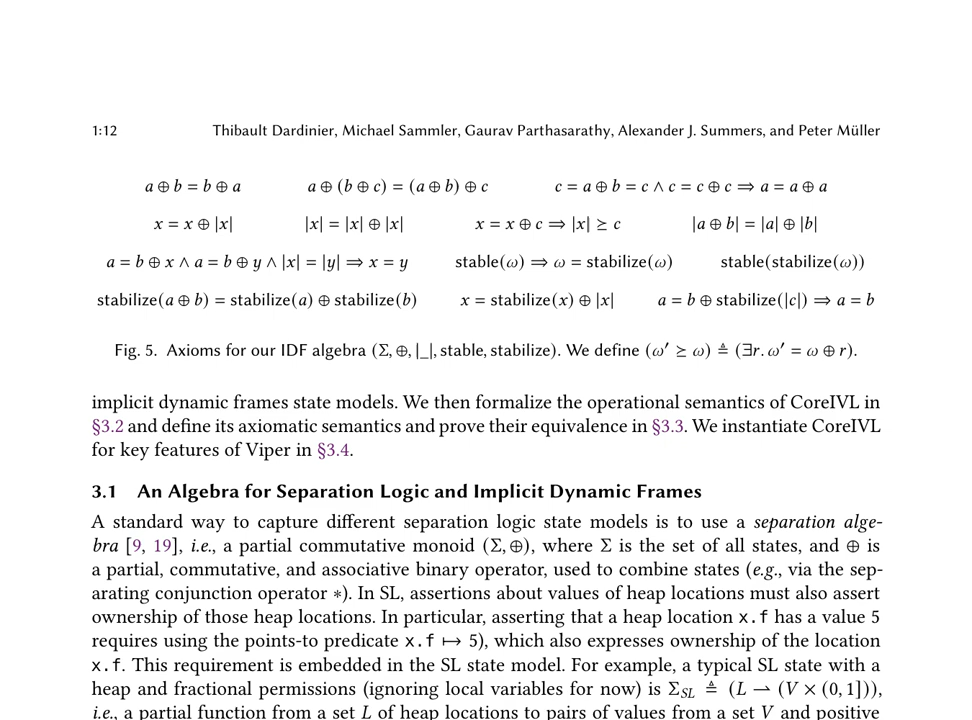 1:12 Thibault Dardinier, Michael Sammler, Gaurav Parthasarathy, Alexander J. Summers, and Peter Müller
a ⊕ b = b ⊕ a a ⊕ (b ⊕ c) = (a ⊕ b) ⊕ c c = a ⊕ b = c ∧ c = c ⊕ c ⇒ a = a ⊕ a
x = x ⊕ |x| |x| = |x| ⊕ |x| x = x ⊕ c ⇒ |x| ⪰ c |a ⊕ b| = |a| ⊕ |b|
a = b ⊕ x ∧ a = b ⊕ y ∧ |x| = |y| ⇒ x = y stable(ω) ⇒ ω = stabilize(ω) stable(stabilize(ω))
stabilize(a ⊕ b) = stabilize(a) ⊕ stabilize(b) x = stabilize(x) ⊕ |x| a = b ⊕ stabilize(|c|) ⇒ a = b
Fig. 5. Axioms for our IDF algebra (Σ, ⊕, |_|, stable, stabilize). We define (ω′ ⪰ ω) ≜ (∃r. ω′ = ω ⊕ r).
implicit dynamic frames state models. We then formalize the operational semantics of CoreIVL in
§3.2 and define its axiomatic semantics and prove their equivalence in §3.3. We instantiate CoreIVL
for key features of Viper in §3.4.
3.1 An Algebra for Separation Logic and Implicit Dynamic Frames
A standard way to capture different separation logic state models is to use a separation alge-
bra [9, 19], i.e., a partial commutative monoid (Σ, ⊕), where Σ is the set of all states, and ⊕ is
a partial, commutative, and associative binary operator, used to combine states (e.g., via the sep-
arating conjunction operator ∗). In SL, assertions about values of heap locations must also assert
ownership of those heap locations. In particular, asserting that a heap location x.f has a value 5
requires using the points-to predicate x.f ↦ 5), which also expresses ownership of the location
x.f. This requirement is embedded in the SL state model. For example, a typical SL state with a
heap and fractional permissions (ignoring local variables for now) is Σ_SL ≜ (L ⇀ (V × (0, 1])),
i.e., a partial function from a set L of heap locations to pairs of values from a set V and positive